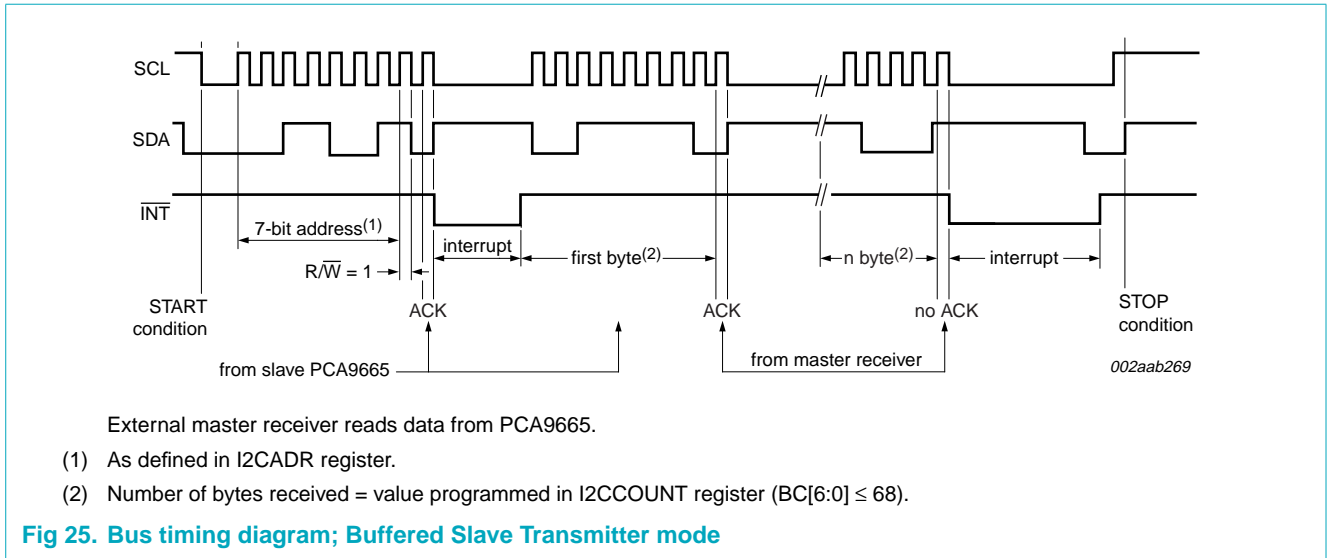 SCL
SDA
INT
7-bit address(1)
interrupt
first byte(2)
n byte(2)
interrupt
R/W = 1
START
condition
ACK
ACK
no ACK
STOP
condition
from slave PCA9665
from master receiver
002aab269
External master receiver reads data from PCA9665.
(1) As defined in I2CADR register.
(2) Number of bytes received = value programmed in I2CCOUNT register (BC[6:0] ≤ 68).
Fig 25. Bus timing diagram; Buffered Slave Transmitter mode